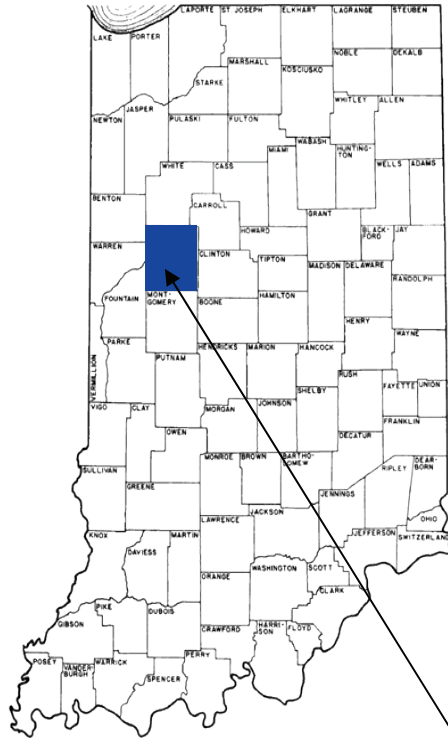 LAPORTE
ST JOSEPH
ELKHART
LAGRANGE
STEUBEN
LAKE
PORTER
NOBLE
DEKALB
MARSHALL
KOSCIUSKO
STARKE
WHITLEY
ALLEN
JASPER
NEWTON
PULASKI
FULTON
WABASH
HUNTING-
TON
MIAMI
WELLS
ADAMS
WHITE
CASS
BENTON
CARROLL
GRANT
HOWARD
BLACK-
FORD
JAY
WARREN
CLINTON
TIPTON
MADISON
DELAWARE
RANDOLPH
FOUNTAIN
MONT-
GOMERY
BOONE
HAMILTON
HENRY
WAYNE
PARKE
HENDRICKS
MARION
HANCOCK
PUTNAM
VERMILLION
RUSH
FAYETTE
UNION
SHELBY
VIGO
CLAY
MORGAN
JOHNSON
FRANKLIN
OWEN
DECATUR
MONROE
BROWN
BARTHO-
LOMEW
DEAR-
BORN
RIPLEY
SULLIVAN
GREENE
JENNINGS
JACKSON
OHIO
LAWRENCE
KNOX
MARTIN
JEFFERSON
SWITZERLAND
DAVIESS
WASHINGTON
SCOTT
ORANGE
CLARK
PIKE
DUBOIS
GIBSON
CRAWFORD
HARRI-
SON
FLOYD
POSEY
VANDER-
BURGH
WARRICK
PERRY
SPENCER